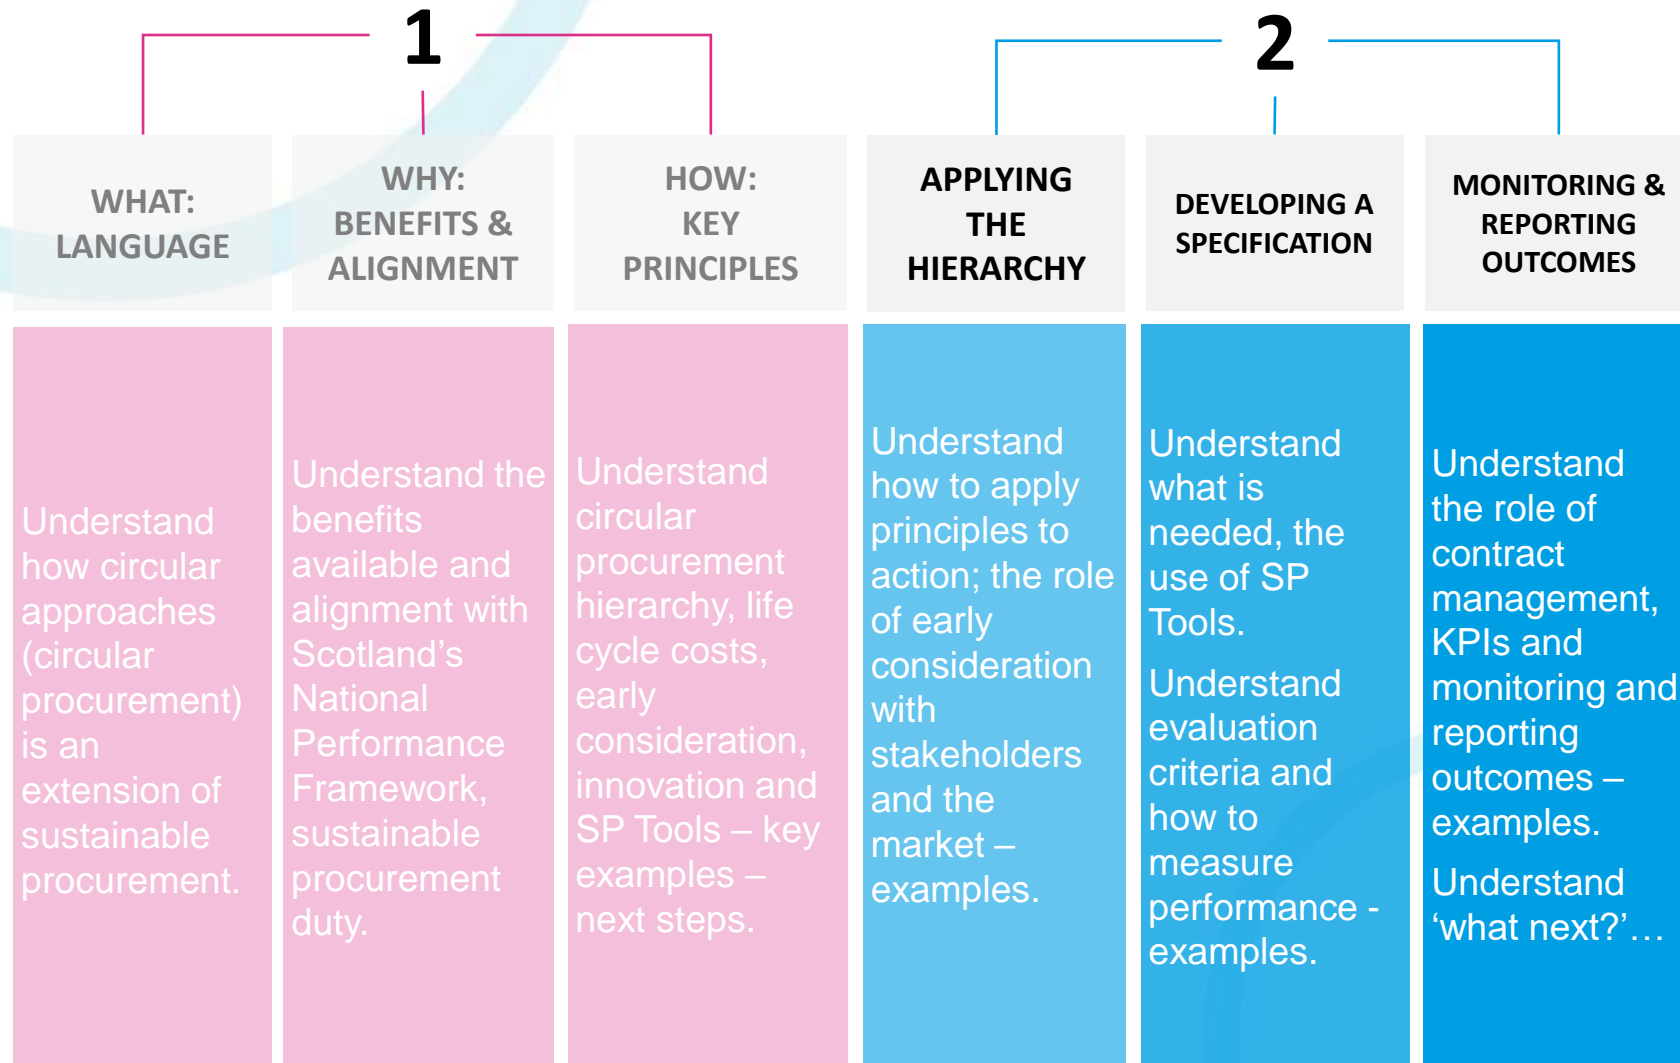 1
2
WHAT:
LANGUAGE
WHY:
BENEFITS &
ALIGNMENT
HOW:
KEY
PRINCIPLES
APPLYING
THE
HIERARCHY
DEVELOPING A
SPECIFICATION
MONITORING &
REPORTING
OUTCOMES
Understand
how circular
approaches
(circular
procurement)
is an
extension of
sustainable
procurement.
Understand the
benefits
available and
alignment with
Scotland’s
National
Performance
Framework,
sustainable
procurement
duty.
Understand
circular
procurement
hierarchy, life
cycle costs,
early
consideration,
innovation and
SP Tools – key
examples –
next steps.
Understand
how to apply
principles to
action; the role
of early
consideration
with
stakeholders
and the
market –
examples.
Understand
what is
needed, the
use of SP
Tools.
Understand
evaluation
criteria and
how to
measure
performance -
examples.
Understand
the role of
contract
management,
KPIs and
monitoring and
reporting
outcomes –
examples.
Understand
‘what next?’…